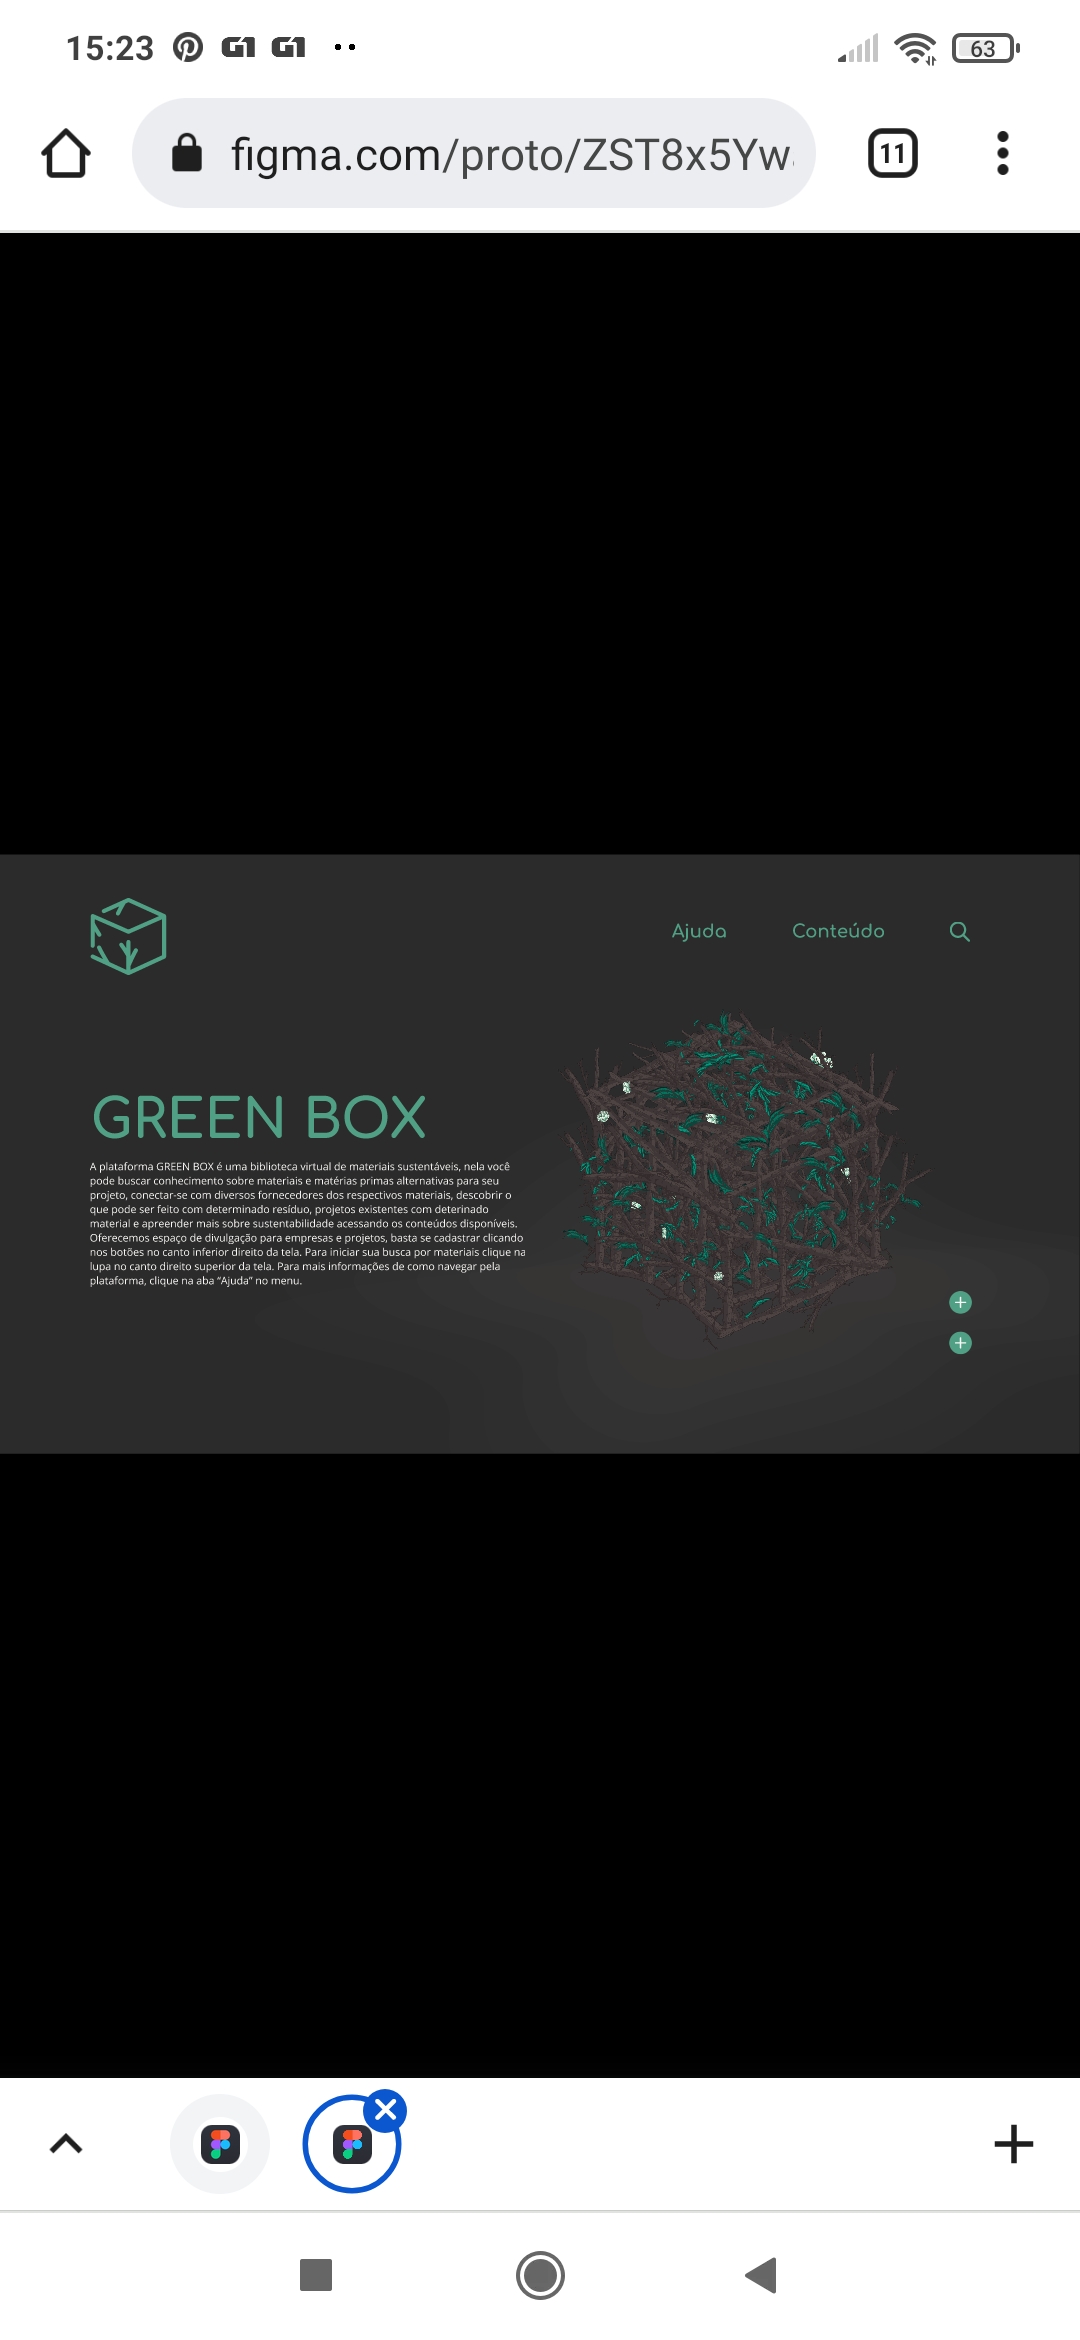 15:23 G1 G1 63
figma.com/proto/ZST8x5Yw
11
Ajuda Conteúdo
GREEN BOX
A plataforma GREEN BOX é uma biblioteca virtual de materiais sustentáveis, nela você
pode buscar conhecimento sobre materiais e matérias primas alternativas para seu
projeto, conectar-se com diversos fornecedores dos respectivos materiais, descobrir o
que pode ser feito com determinado resíduo, projetos existentes com deterinado
material e apreender mais sobre sustentabilidade acessando os conteúdos disponíveis.
Oferecemos espaço de divulgação para empresas e projetos, basta se cadastrar clicando
nos botões no canto inferior direito da tela. Para iniciar sua busca por materiais clique na
lupa no canto direito superior da tela. Para mais informações de como navegar pela
plataforma, clique na aba “Ajuda” no menu.